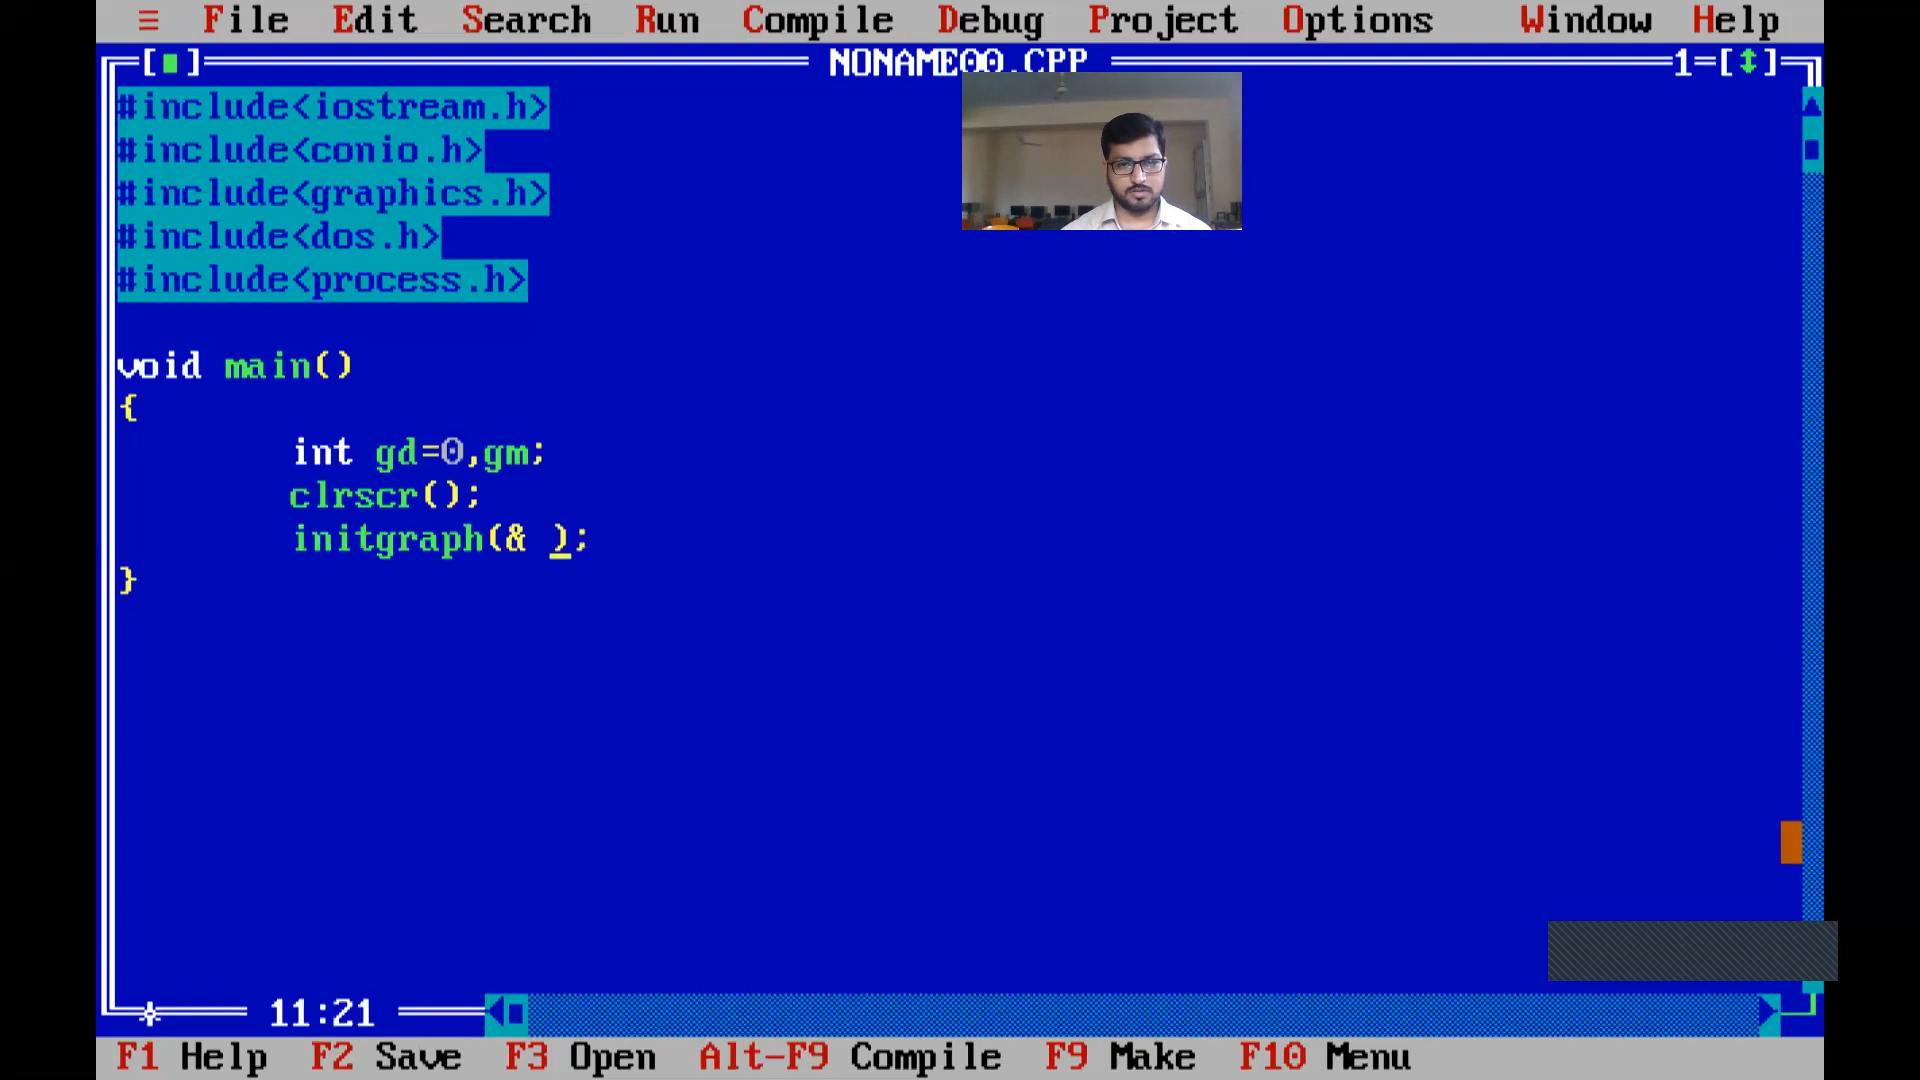 ≡ File Edit Search Run Compile Debug Project Options Window Help
[■] NONAME00.CPP 1=[↕]
#include<iostream.h>
#include<conio.h>
#include<graphics.h>
#include<dos.h>
#include<process.h>
void main()
{
int gd=0,gm;
clrscr();
initgraph(& );
}
11:21
F1 Help F2 Save F3 Open Alt-F9 Compile F9 Make F10 Menu